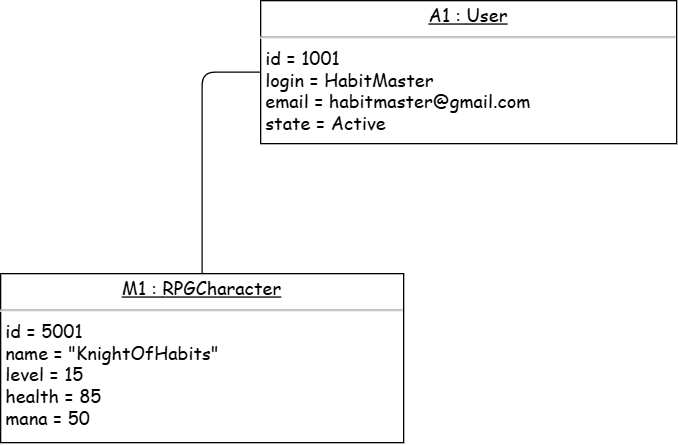 A1 : User
id = 1001
login = HabitMaster
email = habitmaster@gmail.com
state = Active
M1 : RPGCharacter
id = 5001
name = "KnightOfHabits"
level = 15
health = 85
mana = 50